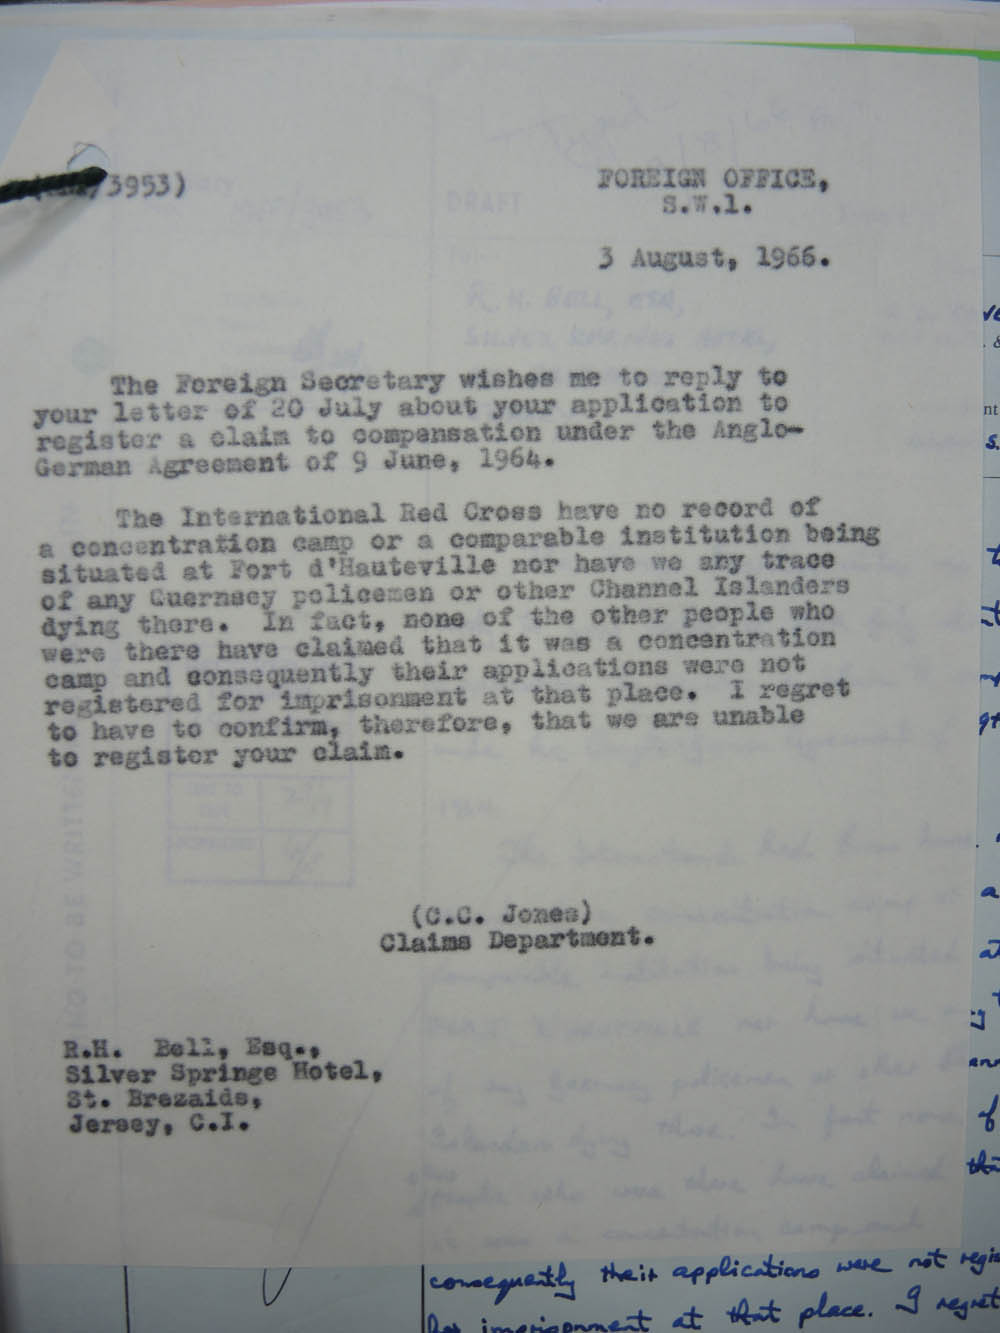 3953)
FOREIGN OFFICE,
S.W.1.
3 August, 1966.
The Foreign Secretary wishes me to reply to
your letter of 20 July about your application to
register a claim to compensation under the Anglo-
German Agreement of 9 June, 1964.
The International Red Cross have no record of
a concentration camp or a comparable institution being
situated at Fort d'Hauteville nor have we any trace
of any Guernsey policemen or other Channel Islanders
dying there. In fact, none of the other people who
were there have claimed that it was a concentration
camp and consequently their applications were not
registered for imprisonment at that place. I regret
to have to confirm, therefore, that we are unable
to register your claim.
(C.C. Jones)
Claims Department.
R.H. Bell, Esq.,
Silver Springs Hotel,
St. Brezaids,
Jersey, C.I.
consequently their applications were not
for imprisonment at that place. I regret